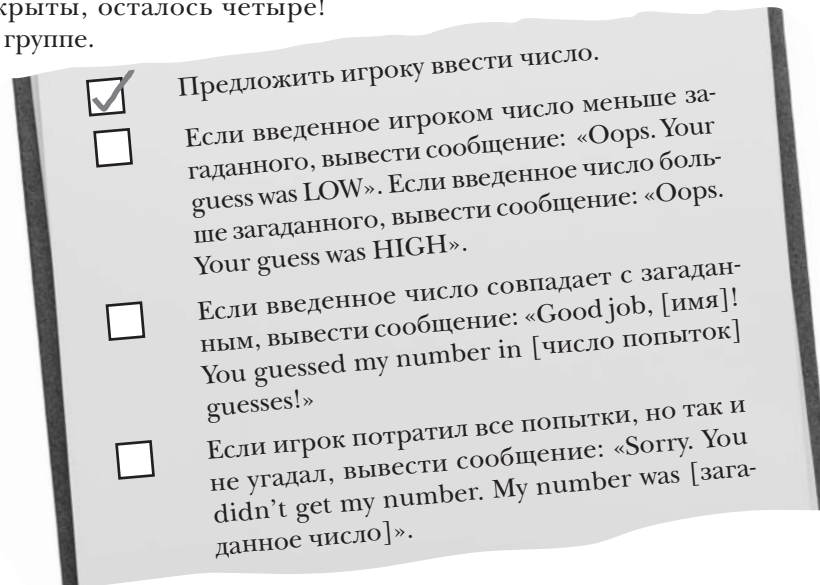 крыты, осталось четыре!
группе.
Предложить игроку ввести число.
Если введенное игроком число меньше за-
гаданного, вывести сообщение: «Oops. Your
guess was LOW». Если введенное число боль-
ше загаданного, вывести сообщение: «Oops.
Your guess was HIGH».
Если введенное число совпадает с загадан-
ным, вывести сообщение: «Good job, [имя]!
You guessed my number in [число попыток]
guesses!»
Если игрок потратил все попытки, но так и
не угадал, вывести сообщение: «Sorry. You
didn't get my number. My number was [зага-
данное число]».